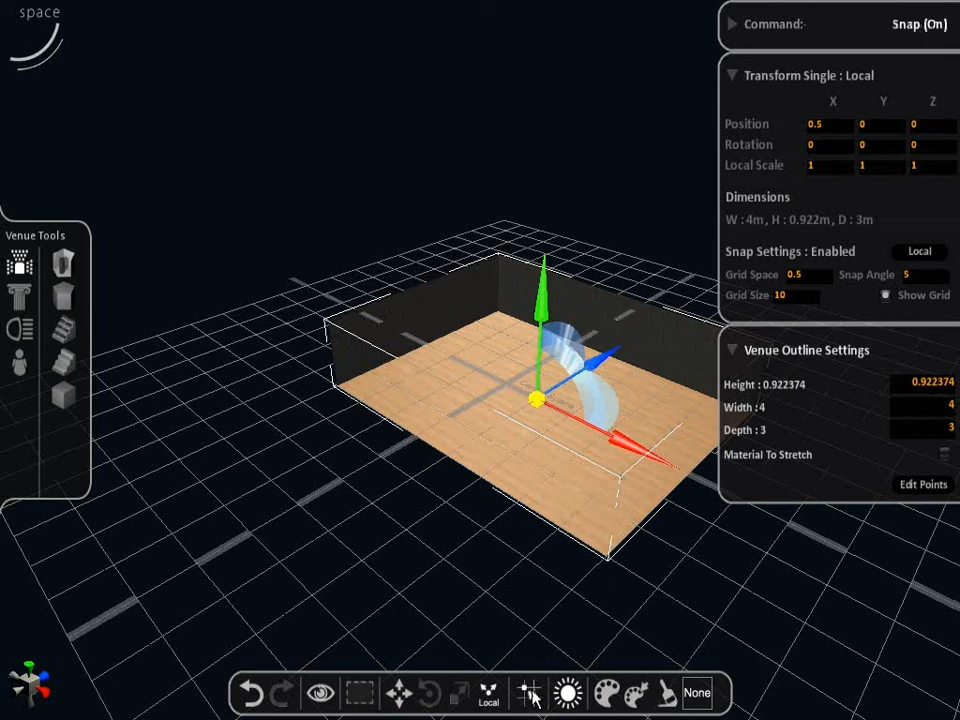 space
Command:
Snap (On)
Transform Single : Local
X Y Z
Position 0.5 0 0
Rotation 0 0 0
Local Scale 1 1 1
Dimensions
W : 4m, H : 0.922m, D : 3m
Snap Settings : Enabled Local
Grid Space 0.5 Snap Angle 5
Grid Size 10 Show Grid
Venue Outline Settings
Height : 0.922374 0.922374
Width : 4 4
Depth : 3 3
Material To Stretch
Edit Points
Venue Tools
Local
None